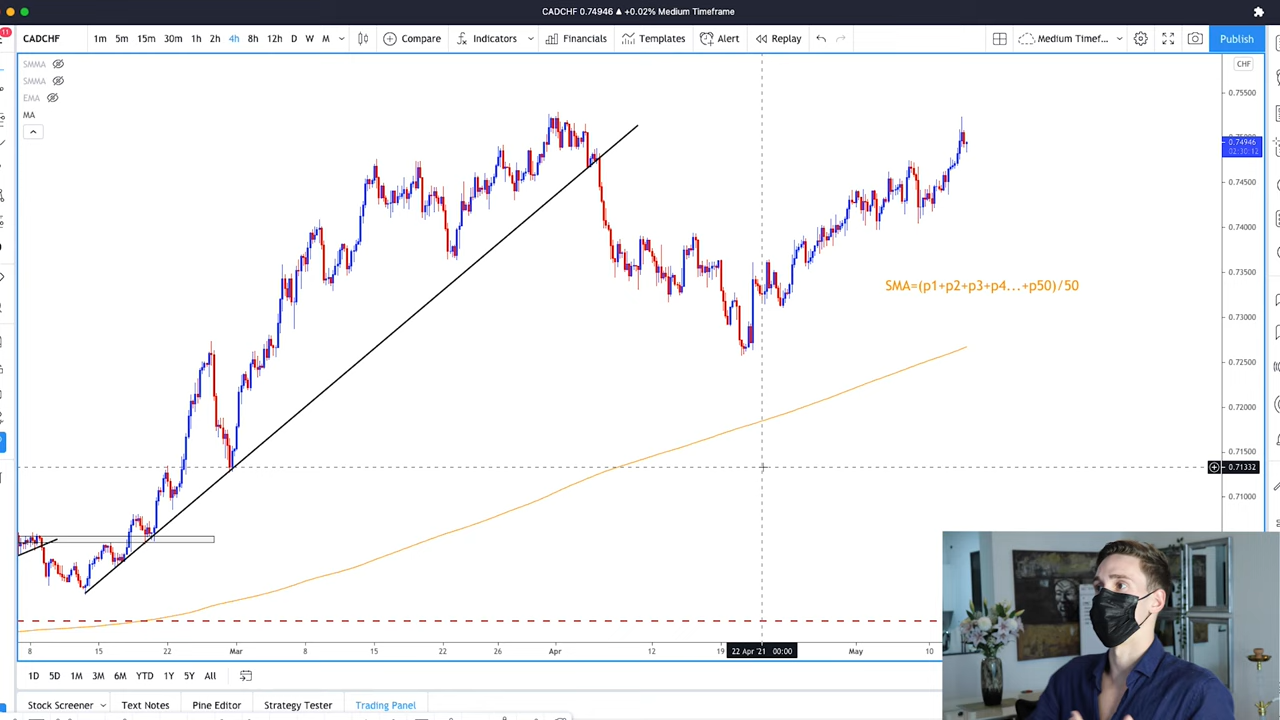 CADCHF 0.74946 ▲ +0.02% Medium Timeframe
11
CADCHF 1m 5m 15m 30m 1h 2h 4h 8h 12h D W M Compare Indicators Financials Templates Alert Replay Medium Timef... Publish
SMMA
SMMA
EMA
MA
CHF
0.75500
0.74946
02:30:12
0.74500
0.74000
0.73500
SMA=(p1+p2+p3+p4...+p50)/50
0.73000
0.72500
0.72000
0.71500
0.71332
0.71000
8 15 22 Mar 8 15 22 26 Apr 12 19 22 Apr '21 00:00 May 10
1D 5D 1M 3M 6M YTD 1Y 5Y All
Stock Screener Text Notes Pine Editor Strategy Tester Trading Panel